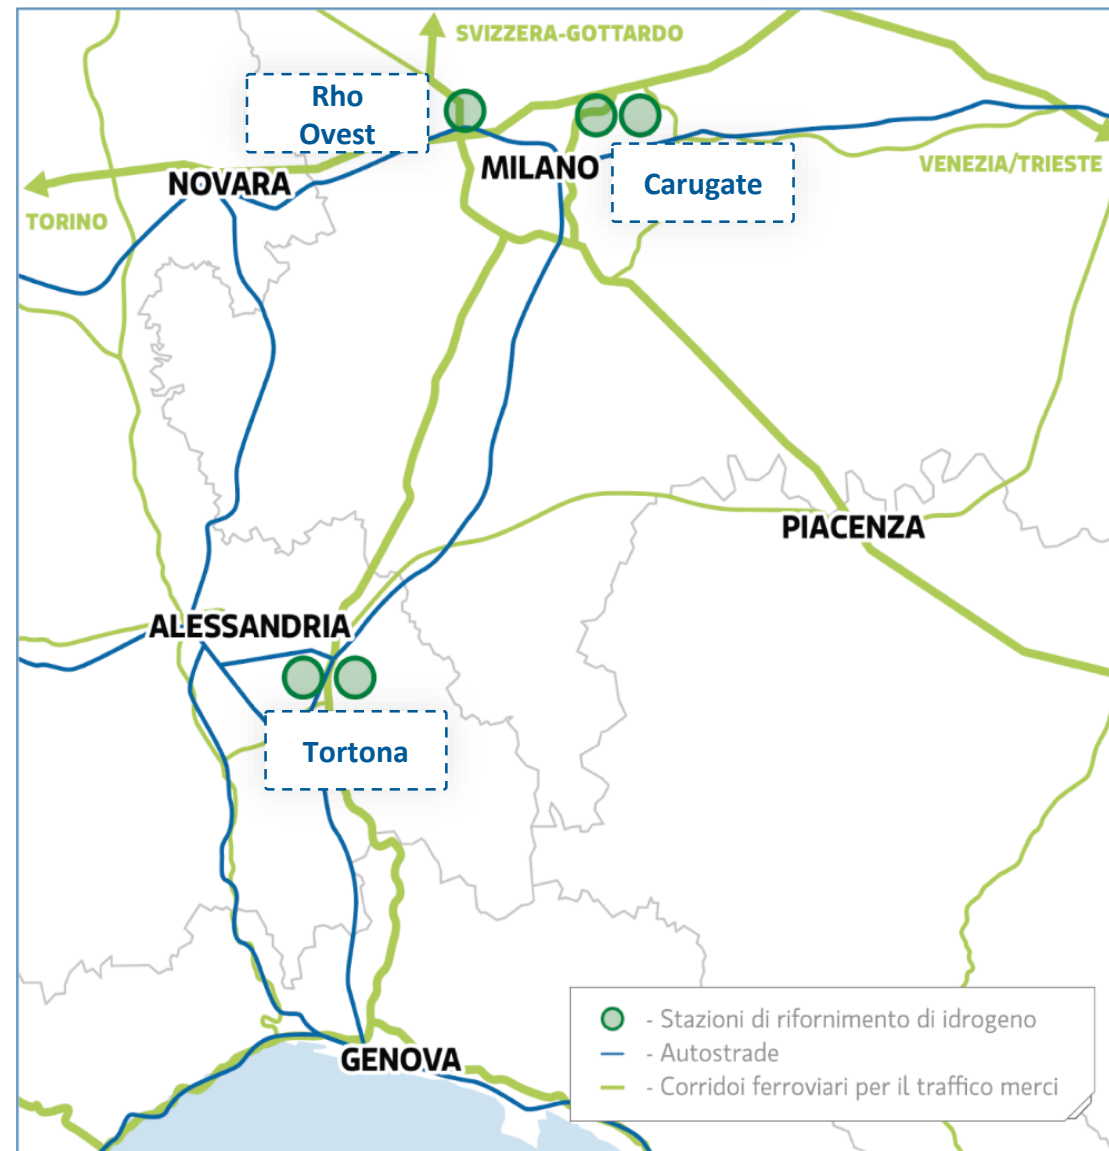 SVIZZERA-GOTTARDO
Rho
Ovest
MILANO
Carugate
VENEZIA/TRIESTE
NOVARA
TORINO
PIACENZA
ALESSANDRIA
Tortona
GENOVA
- Stazioni di rifornimento di idrogeno
- Autostrade
- Corridoi ferroviari per il traffico merci